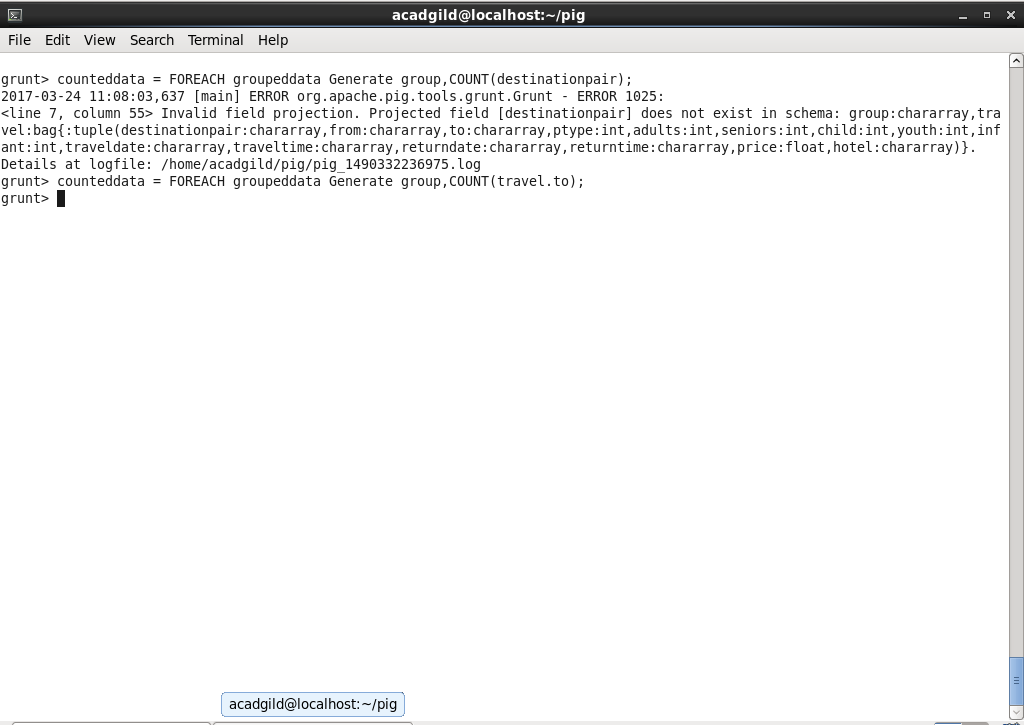 acadgild@localhost:~/pig
File Edit View Search Terminal Help
grunt> counteddata = FOREACH groupeddata Generate group,COUNT(destinationpair);
2017-03-24 11:08:03,637 [main] ERROR org.apache.pig.tools.grunt.Grunt - ERROR 1025:
<line 7, column 55> Invalid field projection. Projected field [destinationpair] does not exist in schema: group:chararray,tra
vel:bag{:tuple(destinationpair:chararray,from:chararray,to:chararray,ptype:int,adults:int,seniors:int,child:int,youth:int,inf
ant:int,traveldate:chararray,traveltime:chararray,returndate:chararray,returntime:chararray,price:float,hotel:chararray)}.
Details at logfile: /home/acadgild/pig/pig_1490332236975.log
grunt> counteddata = FOREACH groupeddata Generate group,COUNT(travel.to);
grunt>
acadgild@localhost:~/pig